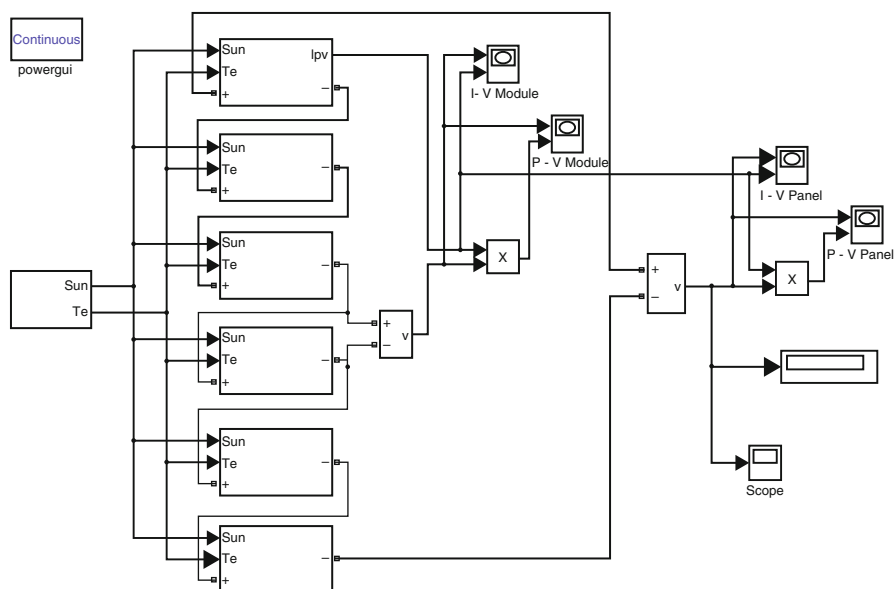 Continuous
powergui
Sun
Te
+
Ipv
−
I- V Module
Sun
Te
+
−
P - V Module
I - V Panel
Sun
Te
+
−
X
P - V Panel
+
−
v
X
Sun
Te
Sun
Te
+
−
+
−
v
Sun
Te
+
−
Scope
Sun
Te
+
−